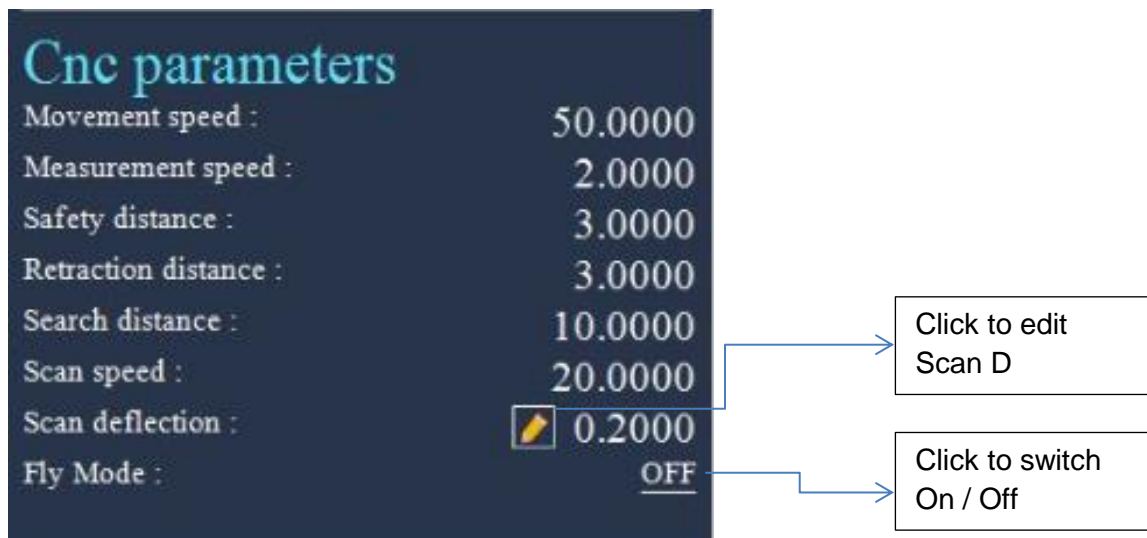 Cnc parameters
Movement speed : 50.0000
Measurement speed : 2.0000
Safety distance : 3.0000
Retraction distance : 3.0000
Search distance : 10.0000
Scan speed : 20.0000
Scan deflection : 0.2000
Fly Mode : OFF
Click to edit
Scan D
Click to switch
On / Off